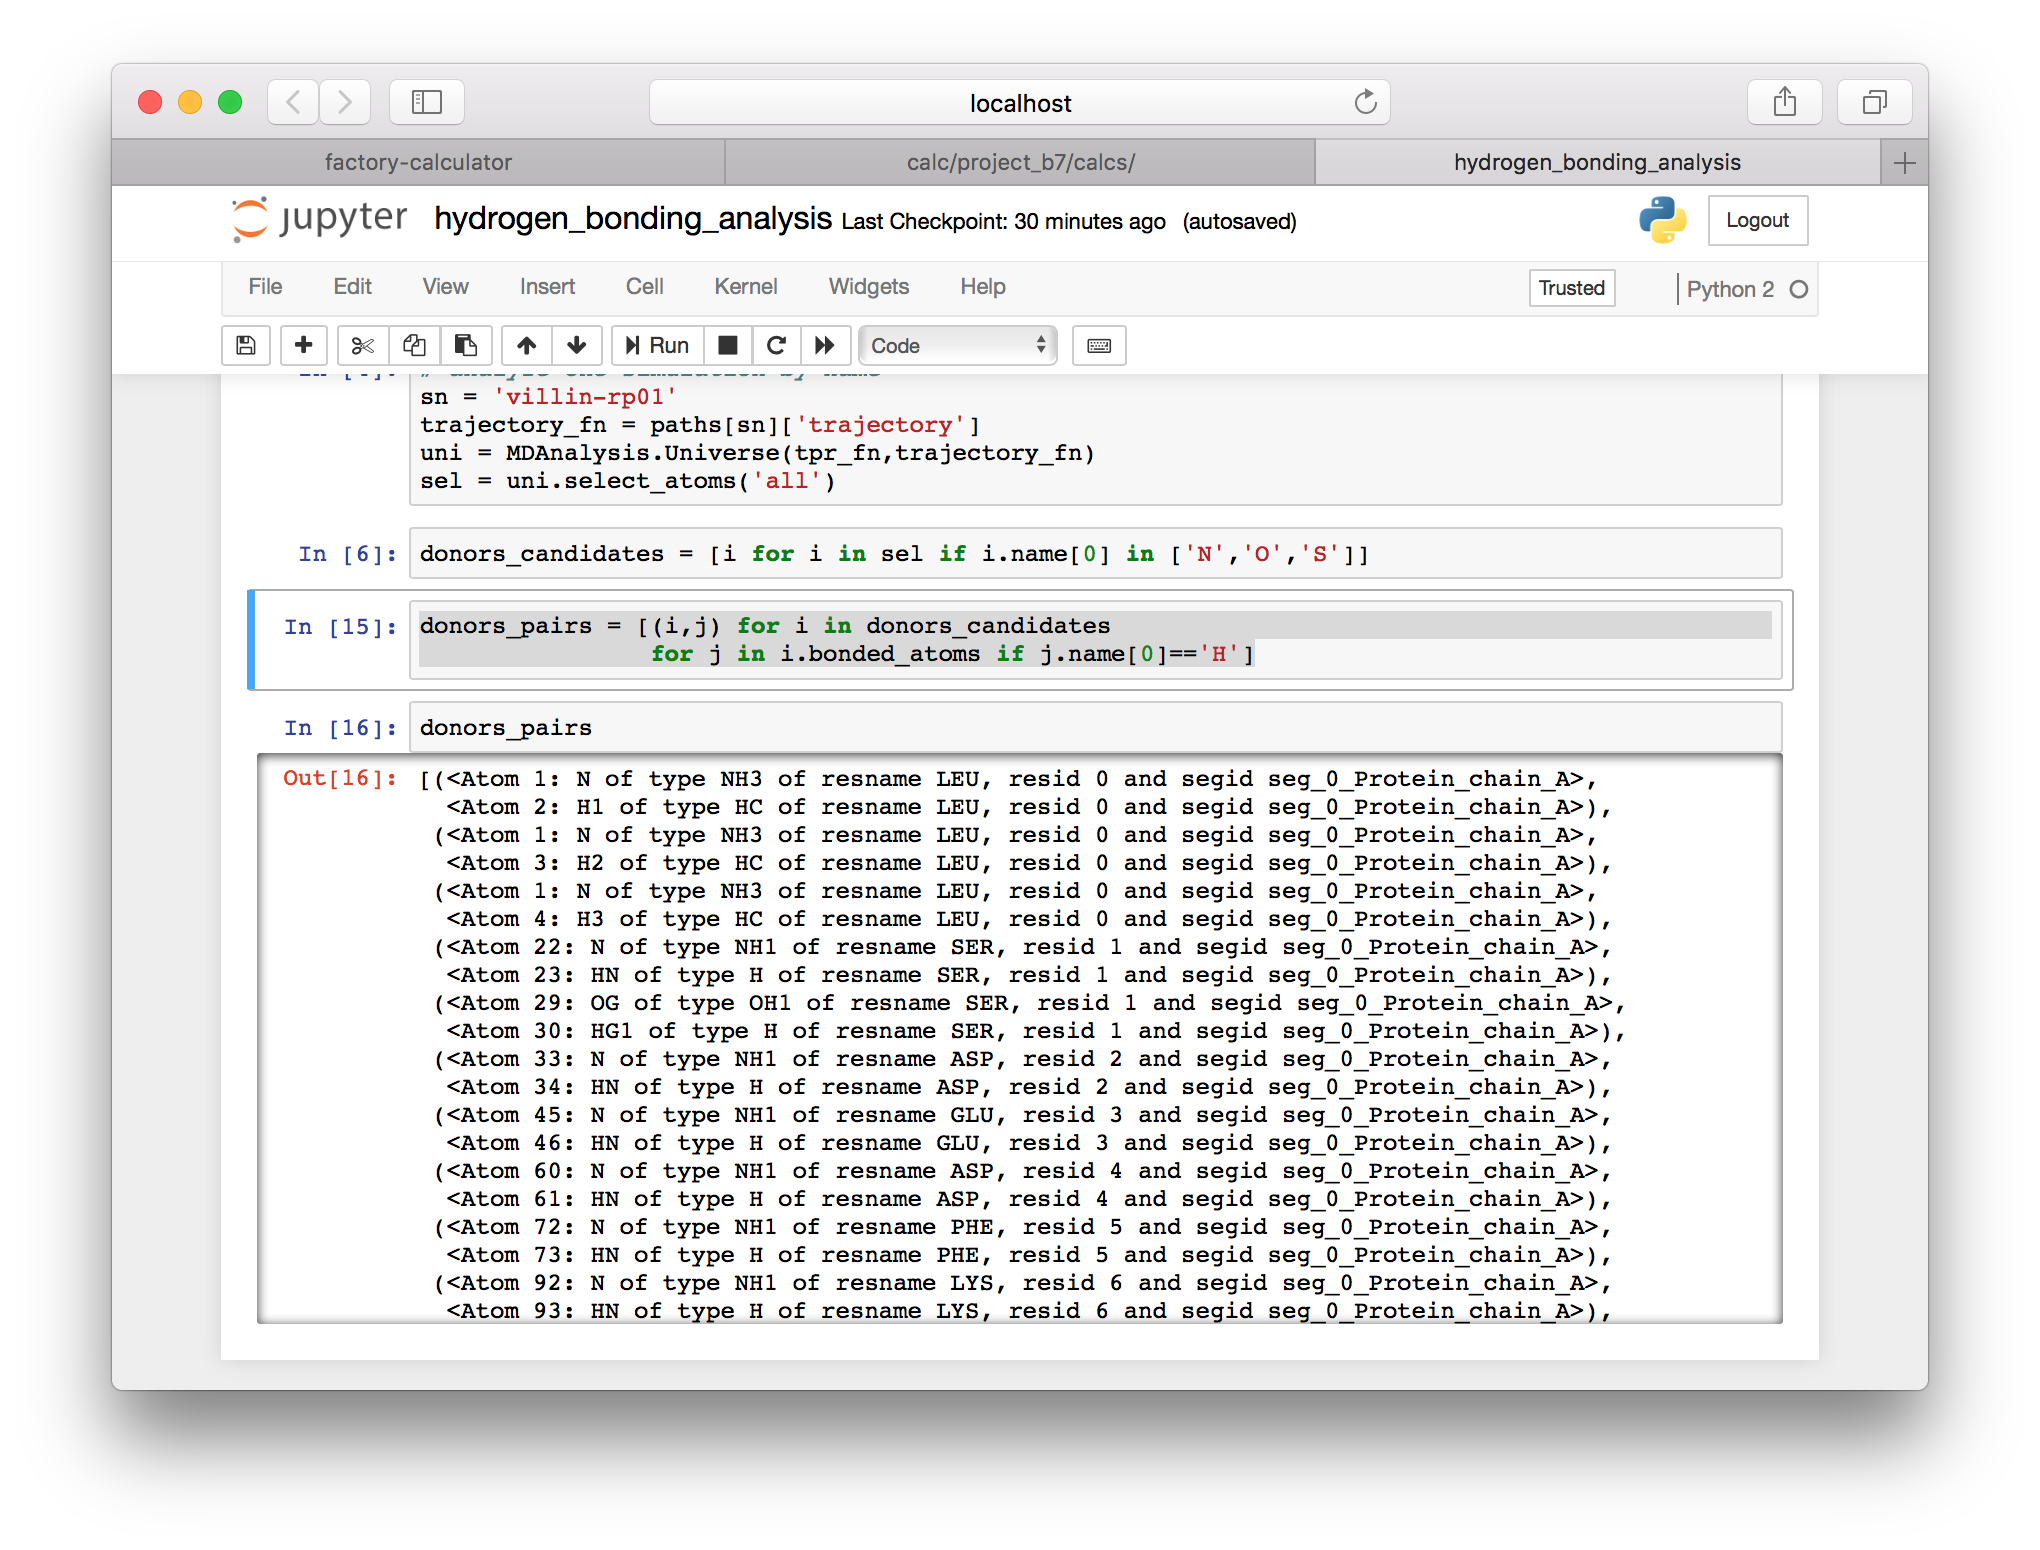 localhost
factory-calculator
calc/project_b7/calcs/
hydrogen_bonding_analysis
jupyter hydrogen_bonding_analysis Last Checkpoint: 30 minutes ago (autosaved)
Logout
File Edit View Insert Cell Kernel Widgets Help
Trusted
Python 2
Run
Code
sn = 'villin-rp01'
trajectory_fn = paths[sn]['trajectory']
uni = MDAnalysis.Universe(tpr_fn,trajectory_fn)
sel = uni.select_atoms('all')
In [6]: donors_candidates = [i for i in sel if i.name[0] in ['N','O','S']]
In [15]: donors_pairs = [(i,j) for i in donors_candidates
for j in i.bonded_atoms if j.name[0]=='H']
In [16]: donors_pairs
Out[16]: [(<Atom 1: N of type NH3 of resname LEU, resid 0 and segid seg_0_Protein_chain_A>,
<Atom 2: H1 of type HC of resname LEU, resid 0 and segid seg_0_Protein_chain_A>),
(<Atom 1: N of type NH3 of resname LEU, resid 0 and segid seg_0_Protein_chain_A>,
<Atom 3: H2 of type HC of resname LEU, resid 0 and segid seg_0_Protein_chain_A>),
(<Atom 1: N of type NH3 of resname LEU, resid 0 and segid seg_0_Protein_chain_A>,
<Atom 4: H3 of type HC of resname LEU, resid 0 and segid seg_0_Protein_chain_A>),
(<Atom 22: N of type NH1 of resname SER, resid 1 and segid seg_0_Protein_chain_A>,
<Atom 23: HN of type H of resname SER, resid 1 and segid seg_0_Protein_chain_A>),
(<Atom 29: OG of type OH1 of resname SER, resid 1 and segid seg_0_Protein_chain_A>,
<Atom 30: HG1 of type H of resname SER, resid 1 and segid seg_0_Protein_chain_A>),
(<Atom 33: N of type NH1 of resname ASP, resid 2 and segid seg_0_Protein_chain_A>,
<Atom 34: HN of type H of resname ASP, resid 2 and segid seg_0_Protein_chain_A>),
(<Atom 45: N of type NH1 of resname GLU, resid 3 and segid seg_0_Protein_chain_A>,
<Atom 46: HN of type H of resname GLU, resid 3 and segid seg_0_Protein_chain_A>),
(<Atom 60: N of type NH1 of resname ASP, resid 4 and segid seg_0_Protein_chain_A>,
<Atom 61: HN of type H of resname ASP, resid 4 and segid seg_0_Protein_chain_A>),
(<Atom 72: N of type NH1 of resname PHE, resid 5 and segid seg_0_Protein_chain_A>,
<Atom 73: HN of type H of resname PHE, resid 5 and segid seg_0_Protein_chain_A>),
(<Atom 92: N of type NH1 of resname LYS, resid 6 and segid seg_0_Protein_chain_A>,
<Atom 93: HN of type H of resname LYS, resid 6 and segid seg_0_Protein_chain_A>),